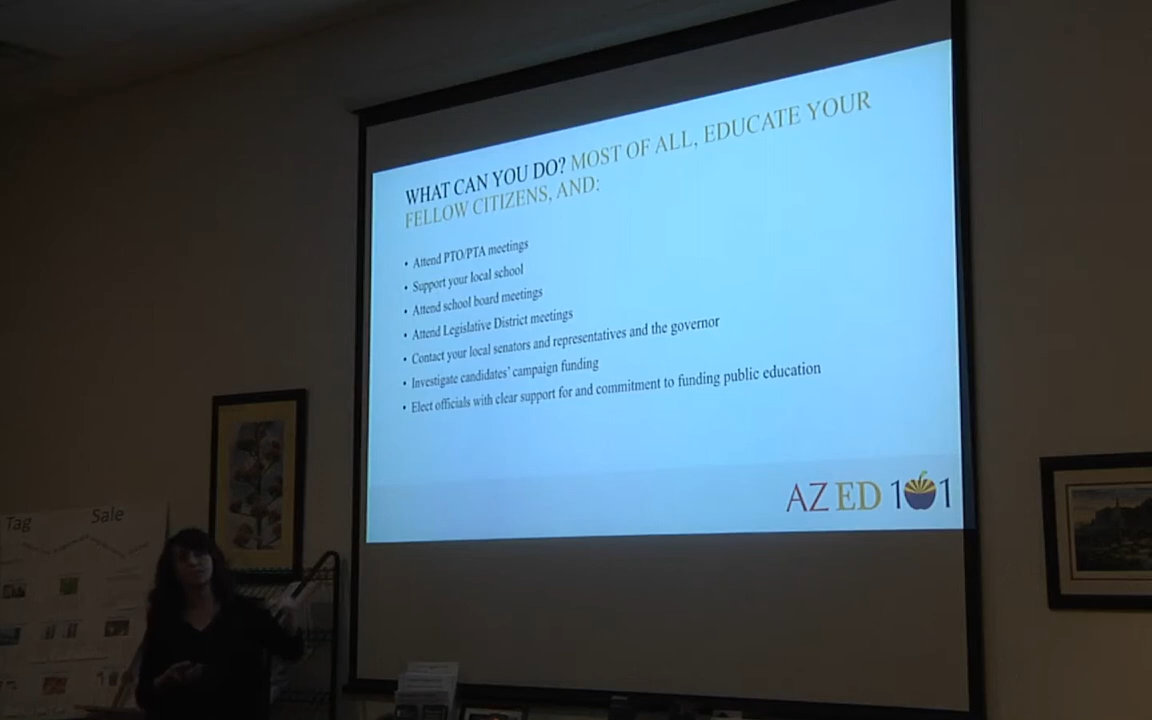 WHAT CAN YOU DO? MOST OF ALL, EDUCATE YOUR
FELLOW CITIZENS, AND:
• Attend PTO/PTA meetings
• Support your local school
• Attend school board meetings
• Attend Legislative District meetings
• Contact your local senators and representatives and the governor
• Investigate candidates' campaign funding
• Elect officials with clear support for and commitment to funding public education
AZ ED 101
Tag Sale